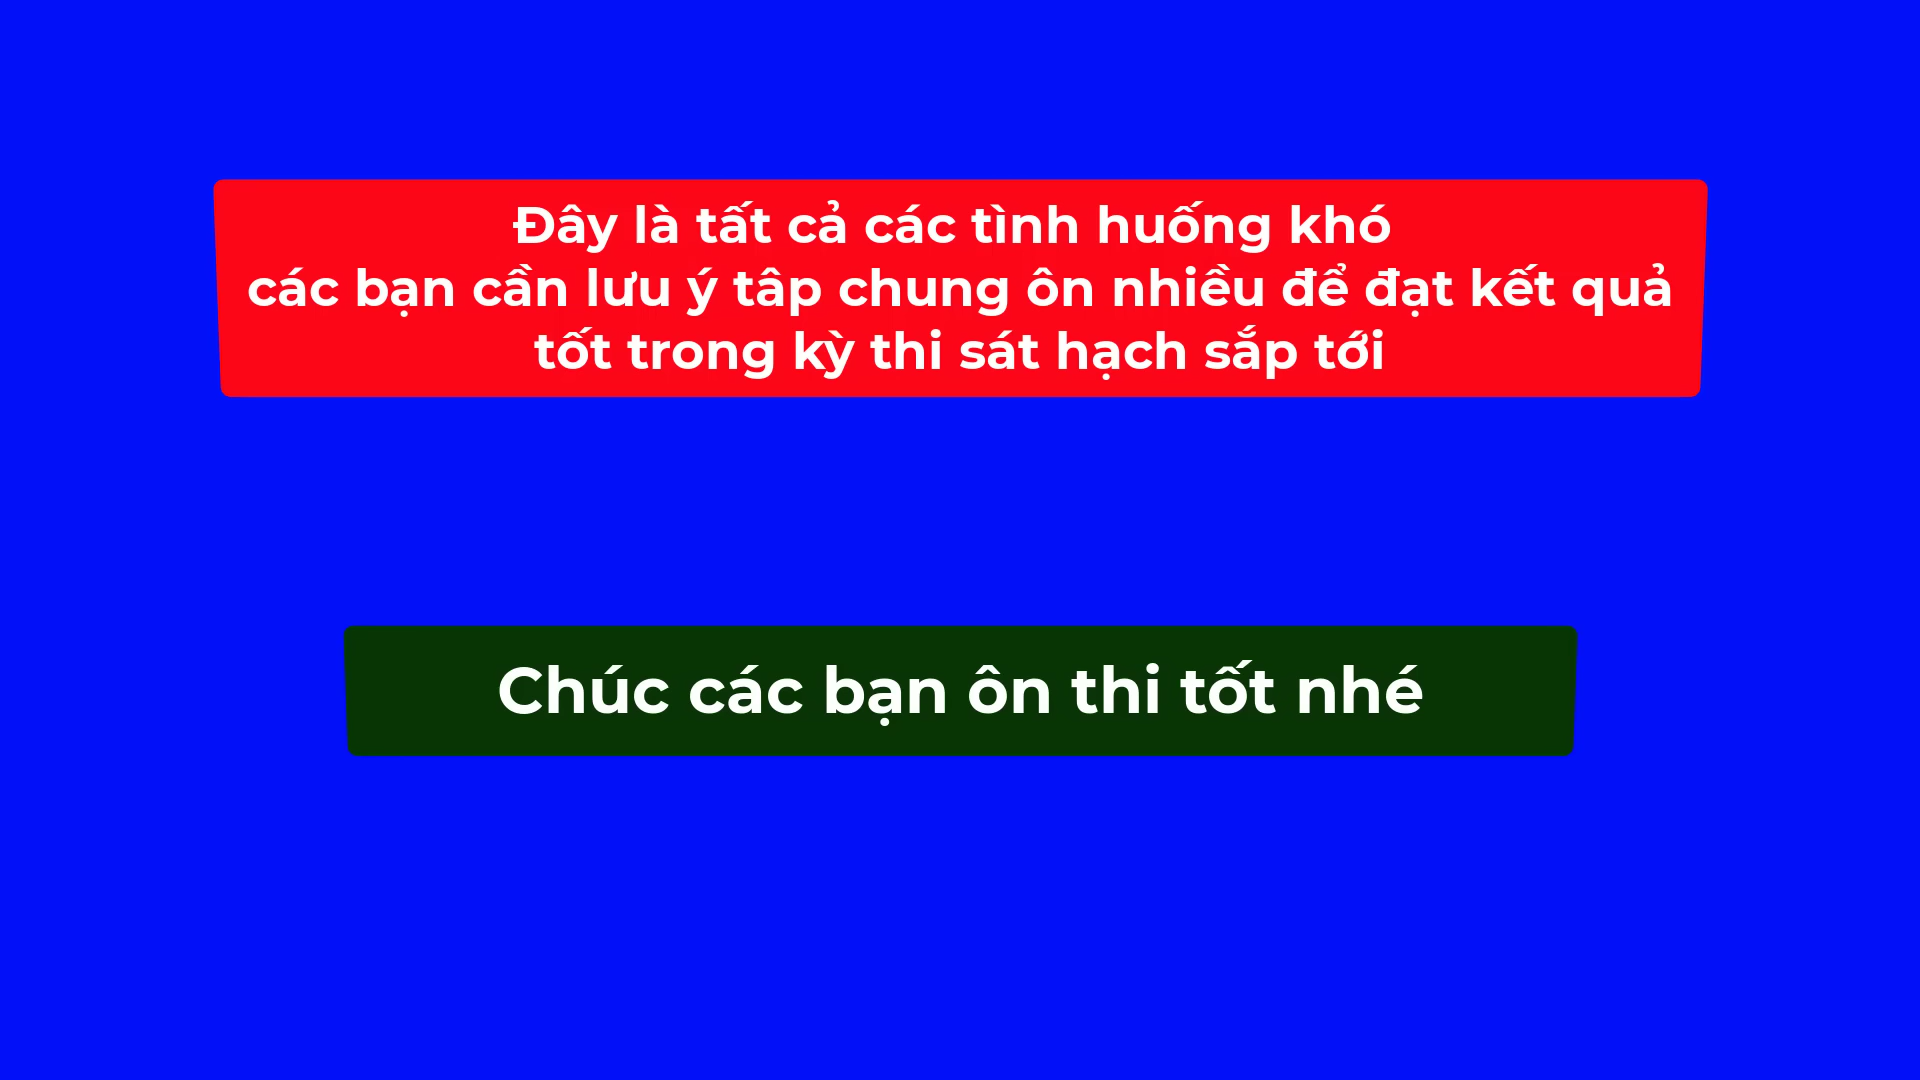 Đây là tất cả các tình huống khó
các bạn cần lưu ý tâp chung ôn nhiều để đạt kết quả
tốt trong kỳ thi sát hạch sắp tới
Chúc các bạn ôn thi tốt nhé